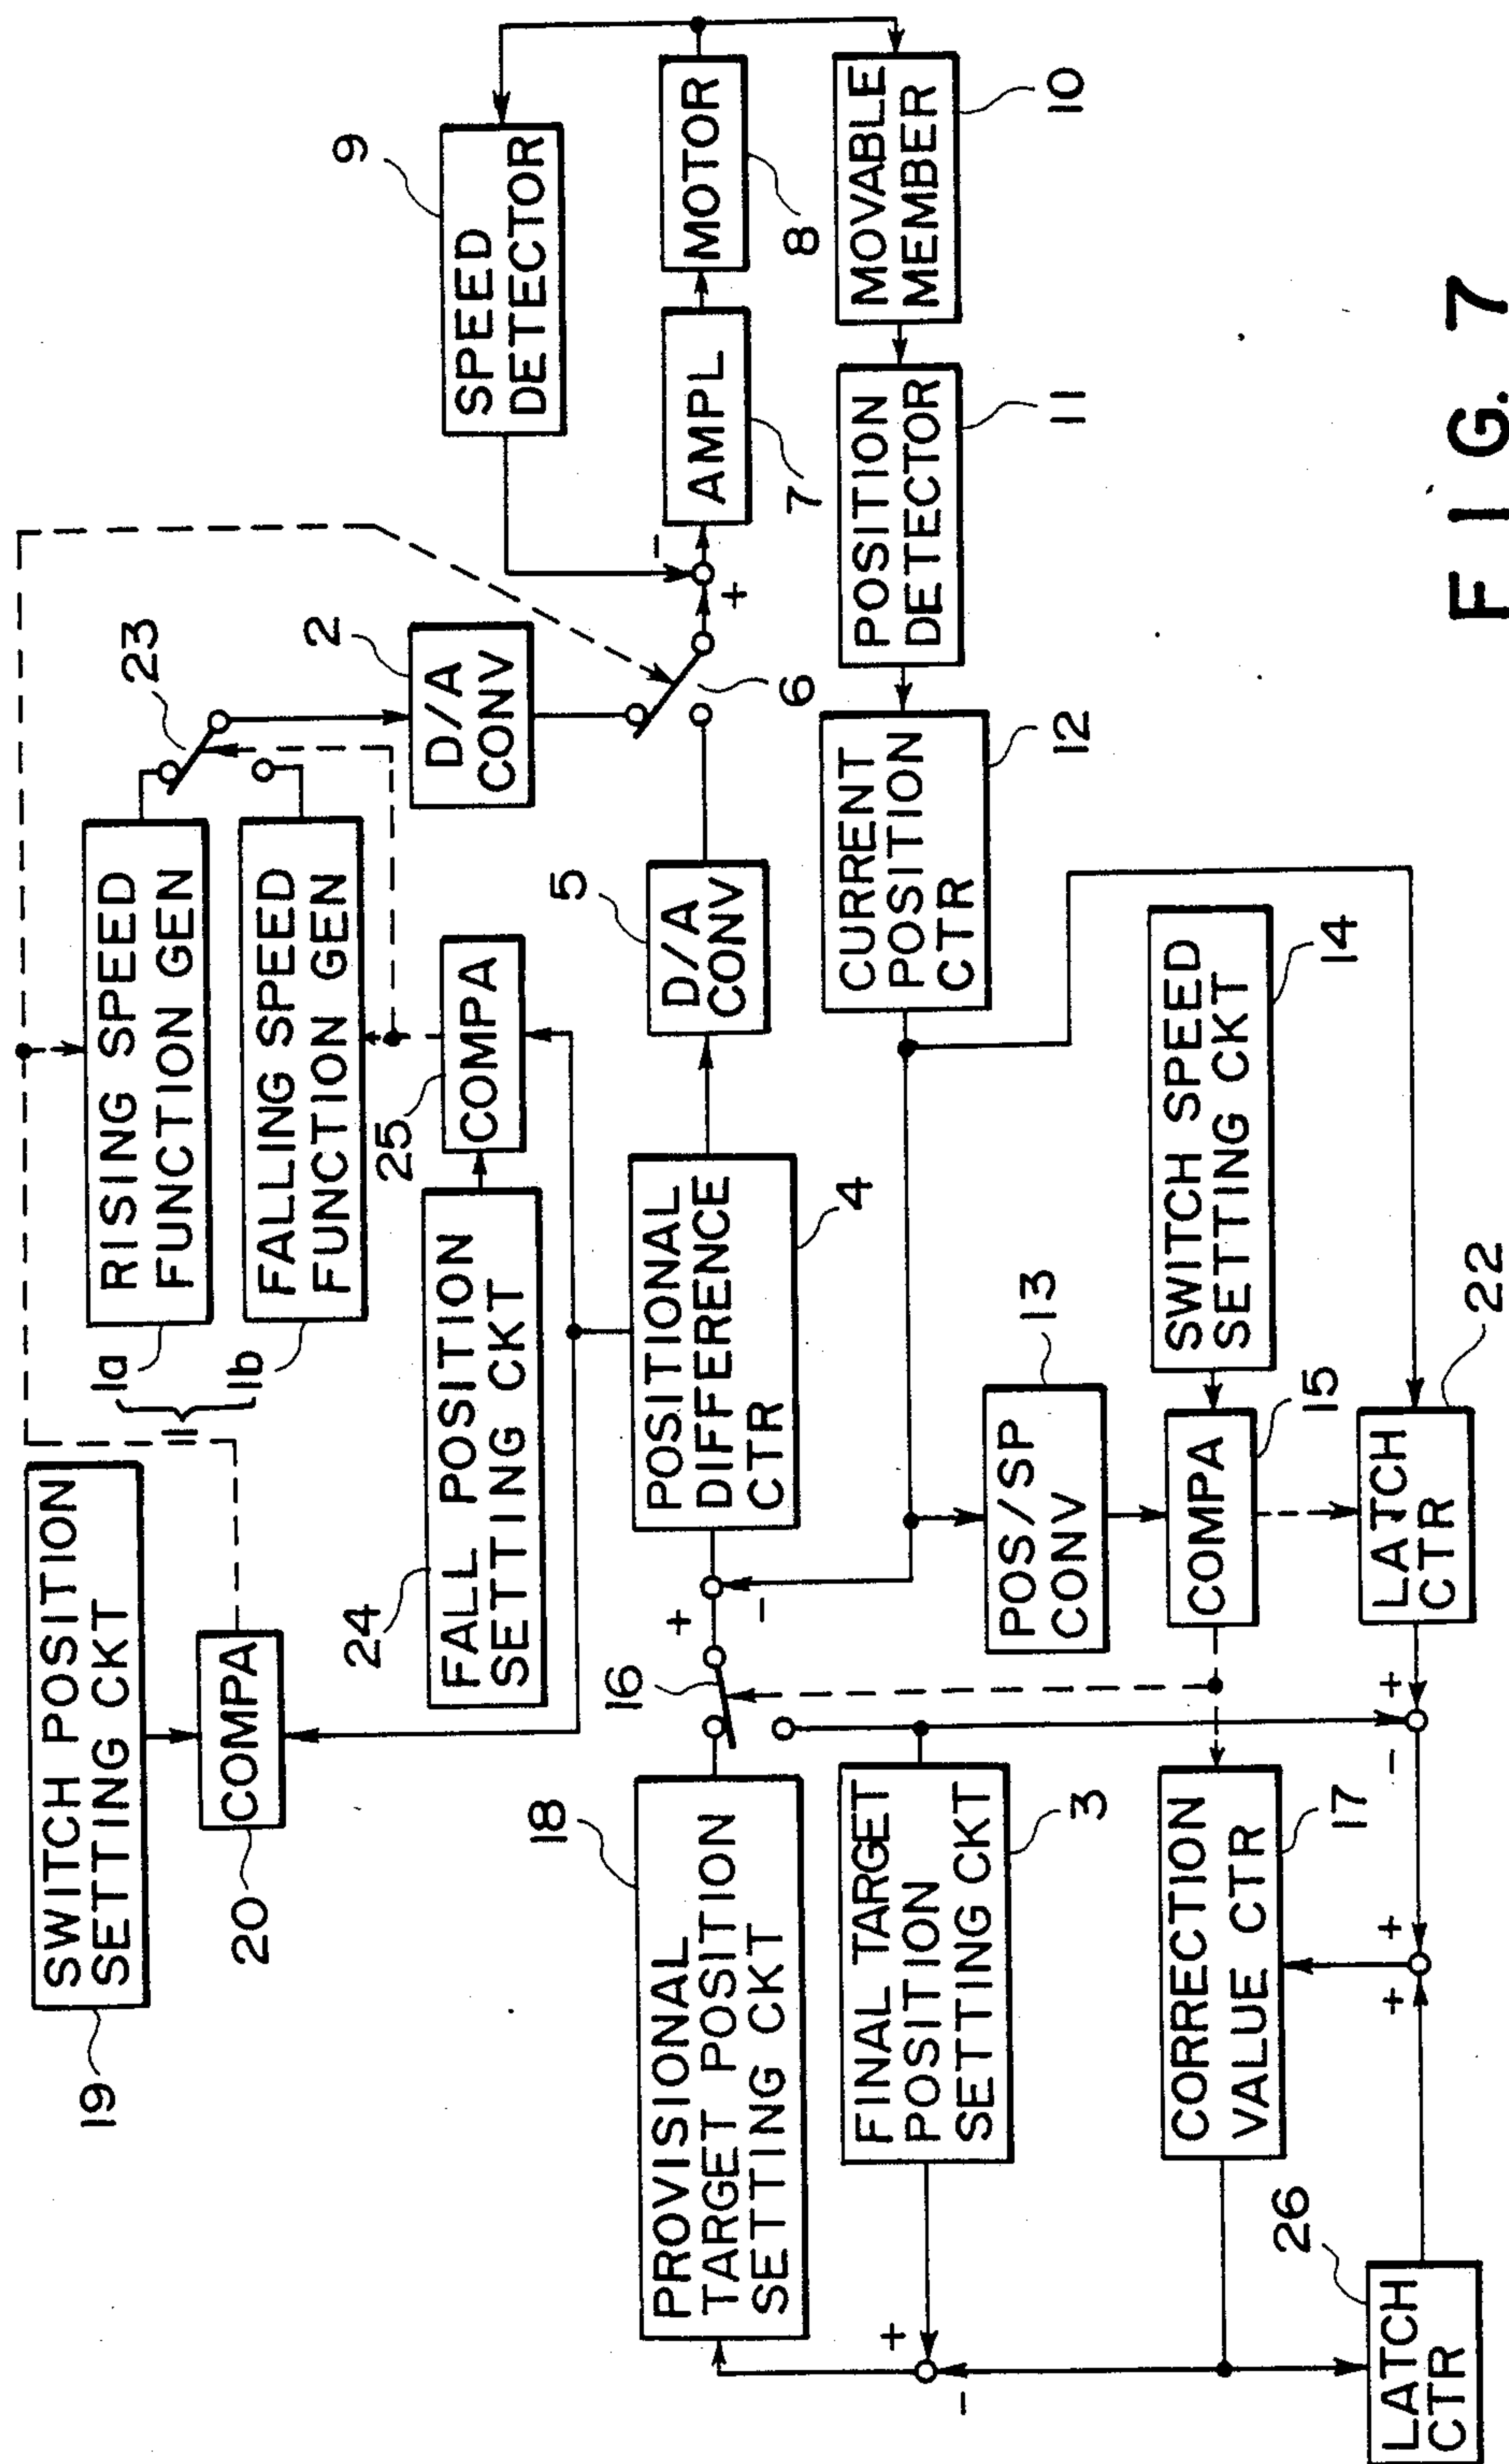 19
SWITCH POSITION
SETTING CKT
20
COMPA
1
1a
RISING SPEED
FUNCTION GEN
1b
FALLING SPEED
FUNCTION GEN
23
24
FALL POSITION
SETTING CKT
25
COMPA
2
D/A
CONV
9
SPEED
DETECTOR
18
PROVISIONAL
TARGET POSITION
SETTING CKT
16
+
-
POSITIONAL
DIFFERENCE
CTR
4
5
D/A
CONV
6
-
+
AMPL
7
MOTOR
8
+
-
FINAL TARGET
POSITION
SETTING CKT
3
CURRENT
POSITION
CTR
12
POSITION
DETECTOR
11
MOVABLE
MEMBER
10
13
POS/SP
CONV
SWITCH SPEED
SETTING CKT
14
CORRECTION
VALUE CTR
17
COMPA
15
26
LATCH
CTR
+
+
-
+
LATCH
CTR
22
FIG. 7